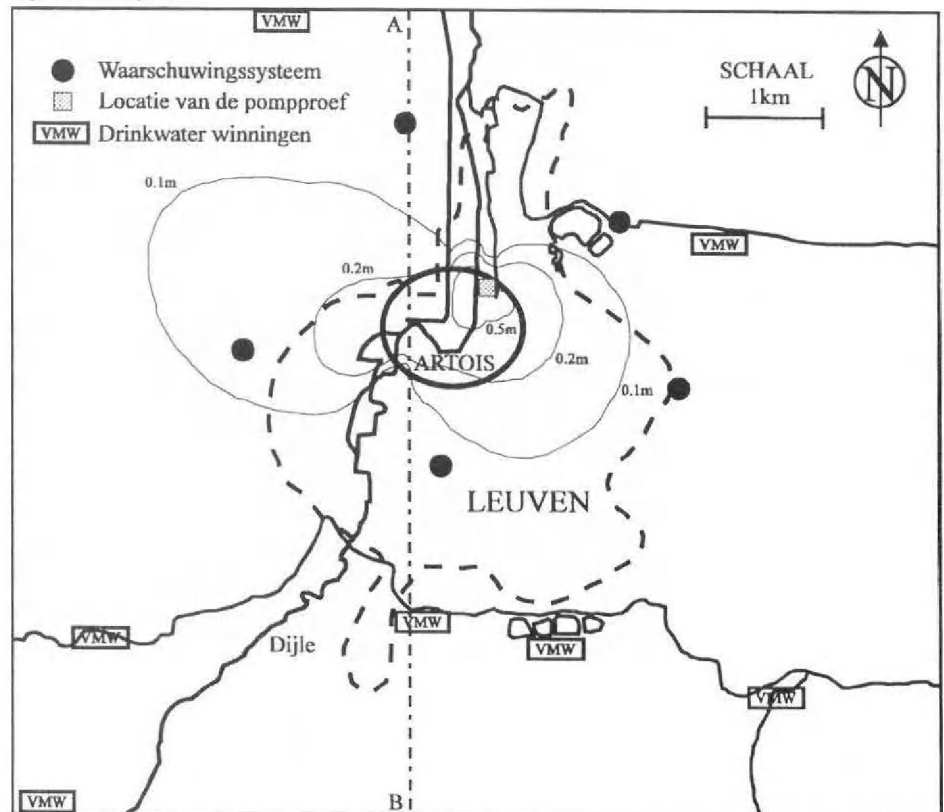 VMW
A
Waarschuwingssysteem
Locatie van de pompproef
VMW Drinkwater winningen
SCHAAL
1km
N
0.1m
VMW
0.2m
0.5m
ARTOIS
0.2m
0.1m
LEUVEN
VMW
VMW
Dijle
VMW
VMW
VMW
B